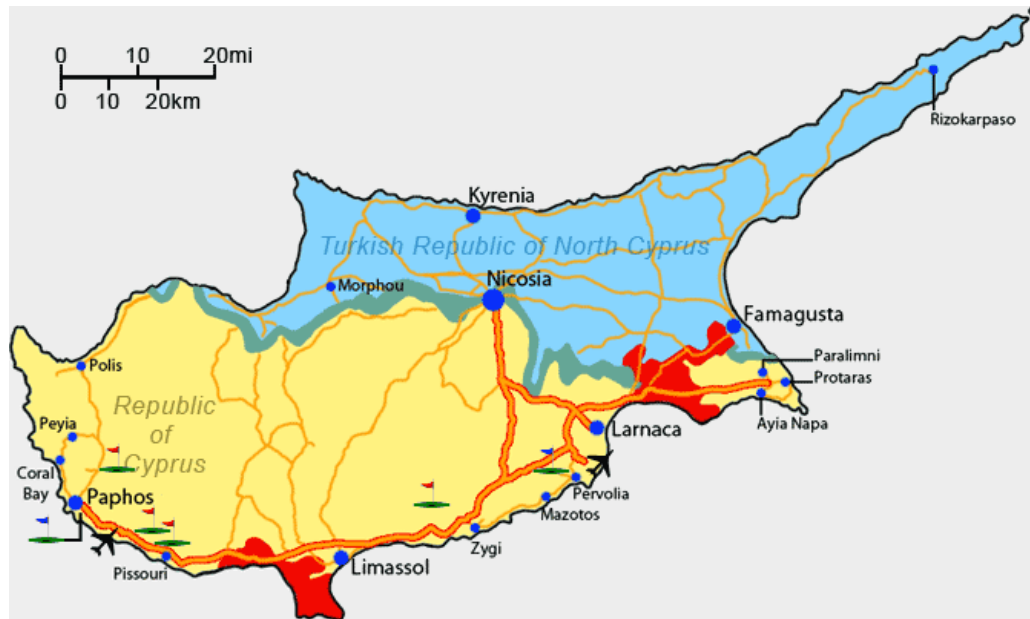 0 10 20mi
0 10 20km
Rizokarpaso
Kyrenia
Turkish Republic of North Cyprus
Nicosia
Morphou
Famagusta
Paralimni
Polis
Protaras
Republic
of
Cyprus
Peyia
Larnaca
Ayia Napa
Coral
Bay
Paphos
Pervolia
Mazotos
Zygi
Pissouri
Limassol